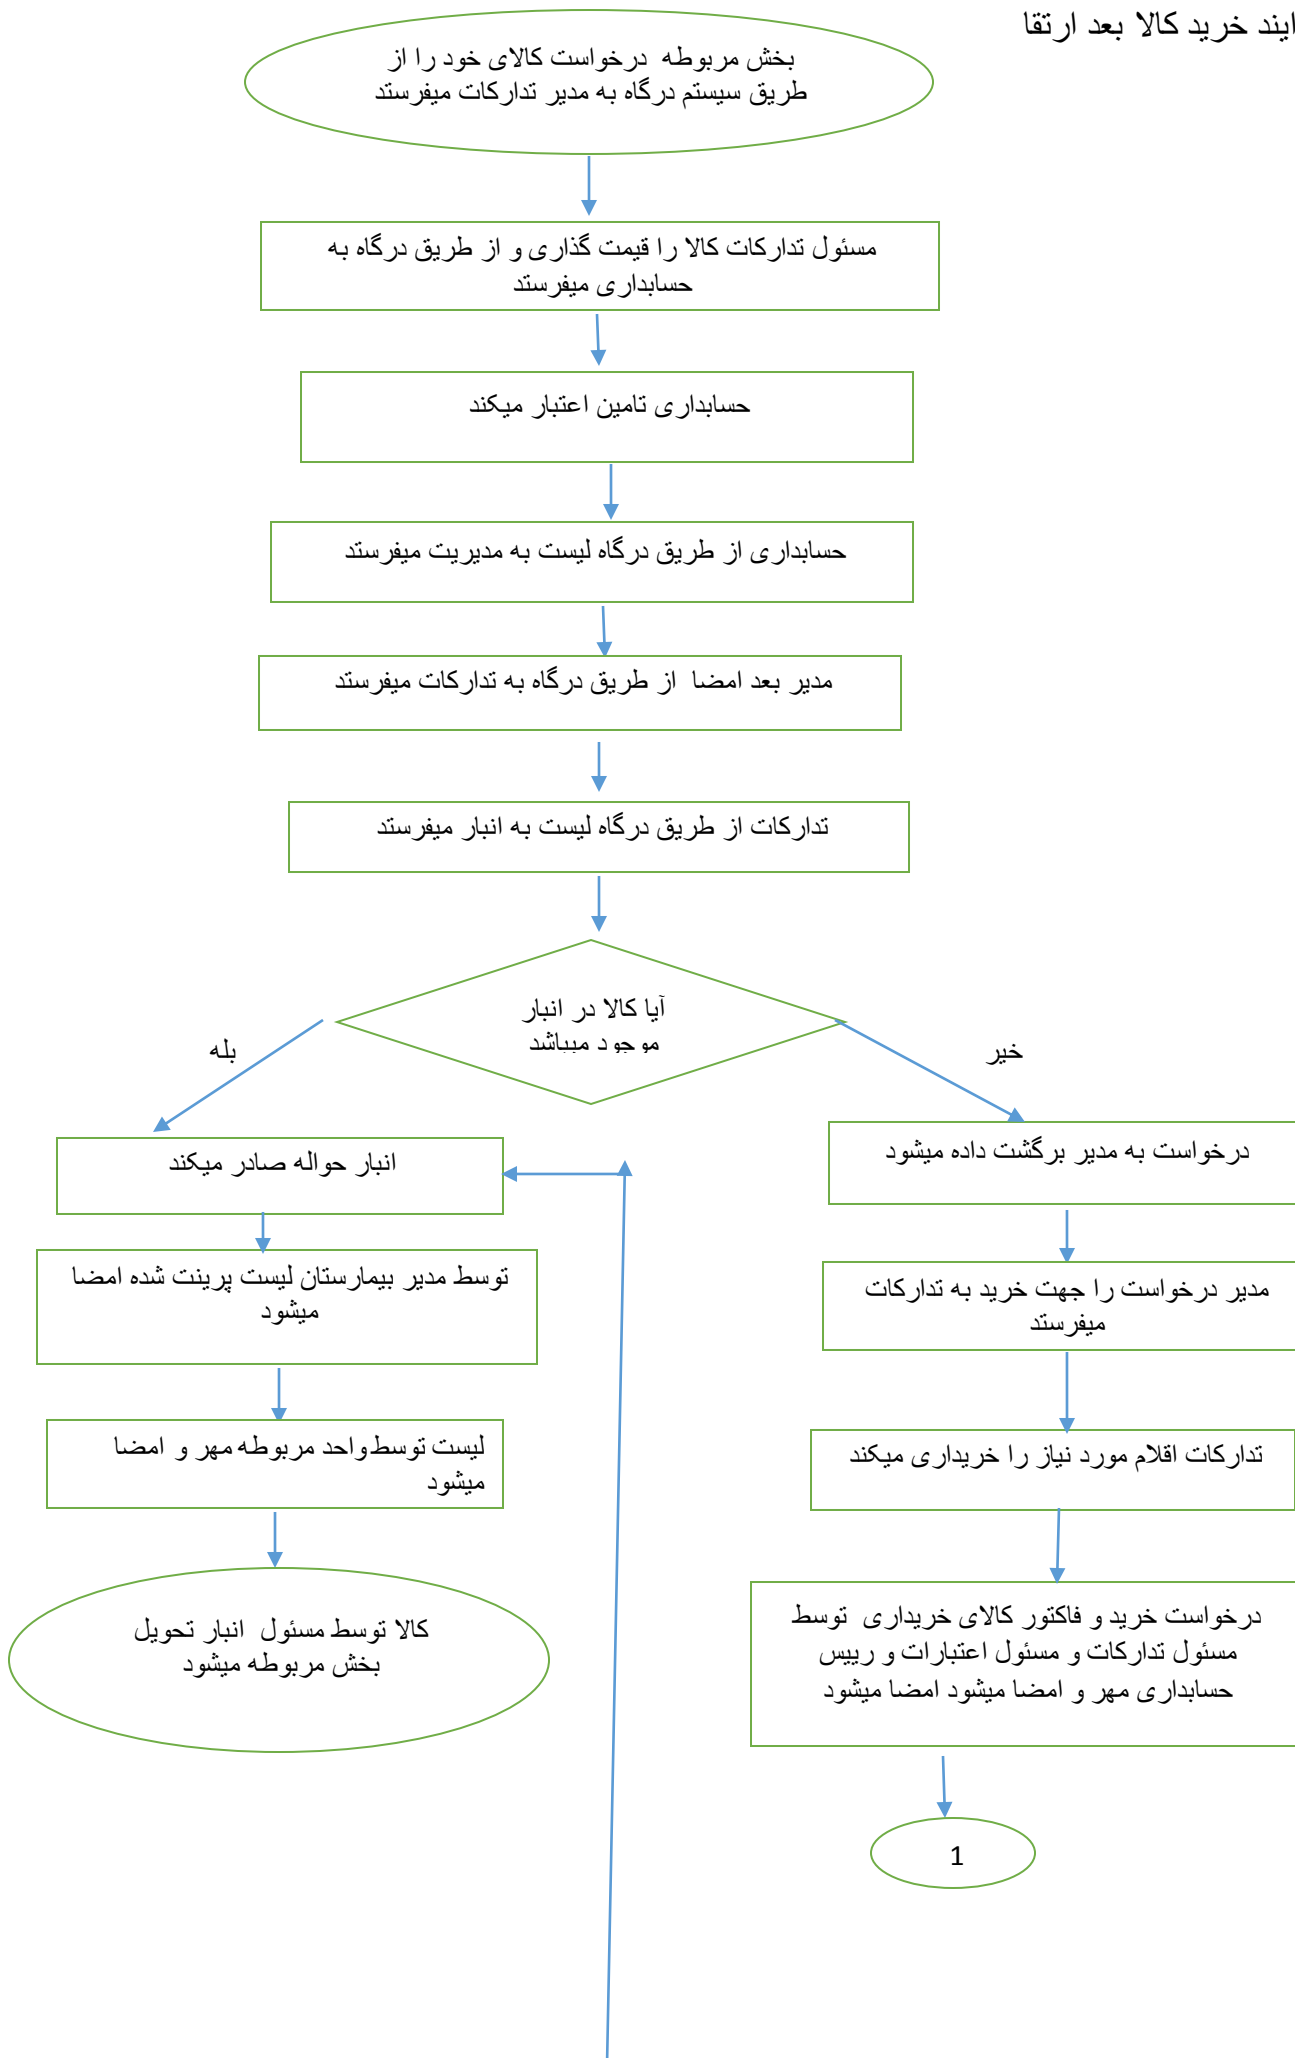 ایند خرید کالا بعد ارتقا
بخش مربوطه درخواست کالای خود را از
طریق سیستم درگاه به مدیر تدارکات میفرستد
مسئول تدارکات کالا را قیمت گذاری و از طریق درگاه به
حسابداری میفرستد
حسابداری تامین اعتبار میکند
حسابداری از طریق درگاه لیست به مدیریت میفرستد
مدیر بعد امضا از طریق درگاه به تدارکات میفرستد
تدارکات از طریق درگاه لیست به انبار میفرستد
آیا کالا در انبار
موجود میباشد
خیر
بله
درخواست به مدیر برگشت داده میشود
مدیر درخواست را جهت خرید به تدارکات
میفرستد
تدارکات اقلام مورد نیاز را خریداری میکند
درخواست خرید و فاکتور کالای خریداری توسط
مسئول تدارکات و مسئول اعتبارات و رییس
حسابداری مهر و امضا میشود امضا میشود
1
انبار حواله صادر میکند
توسط مدیر بیمارستان لیست پرینت شده امضا
میشود
لیست توسط واحد مربوطه مهر و امضا
میشود
کالا توسط مسئول انبار تحویل
بخش مربوطه میشود